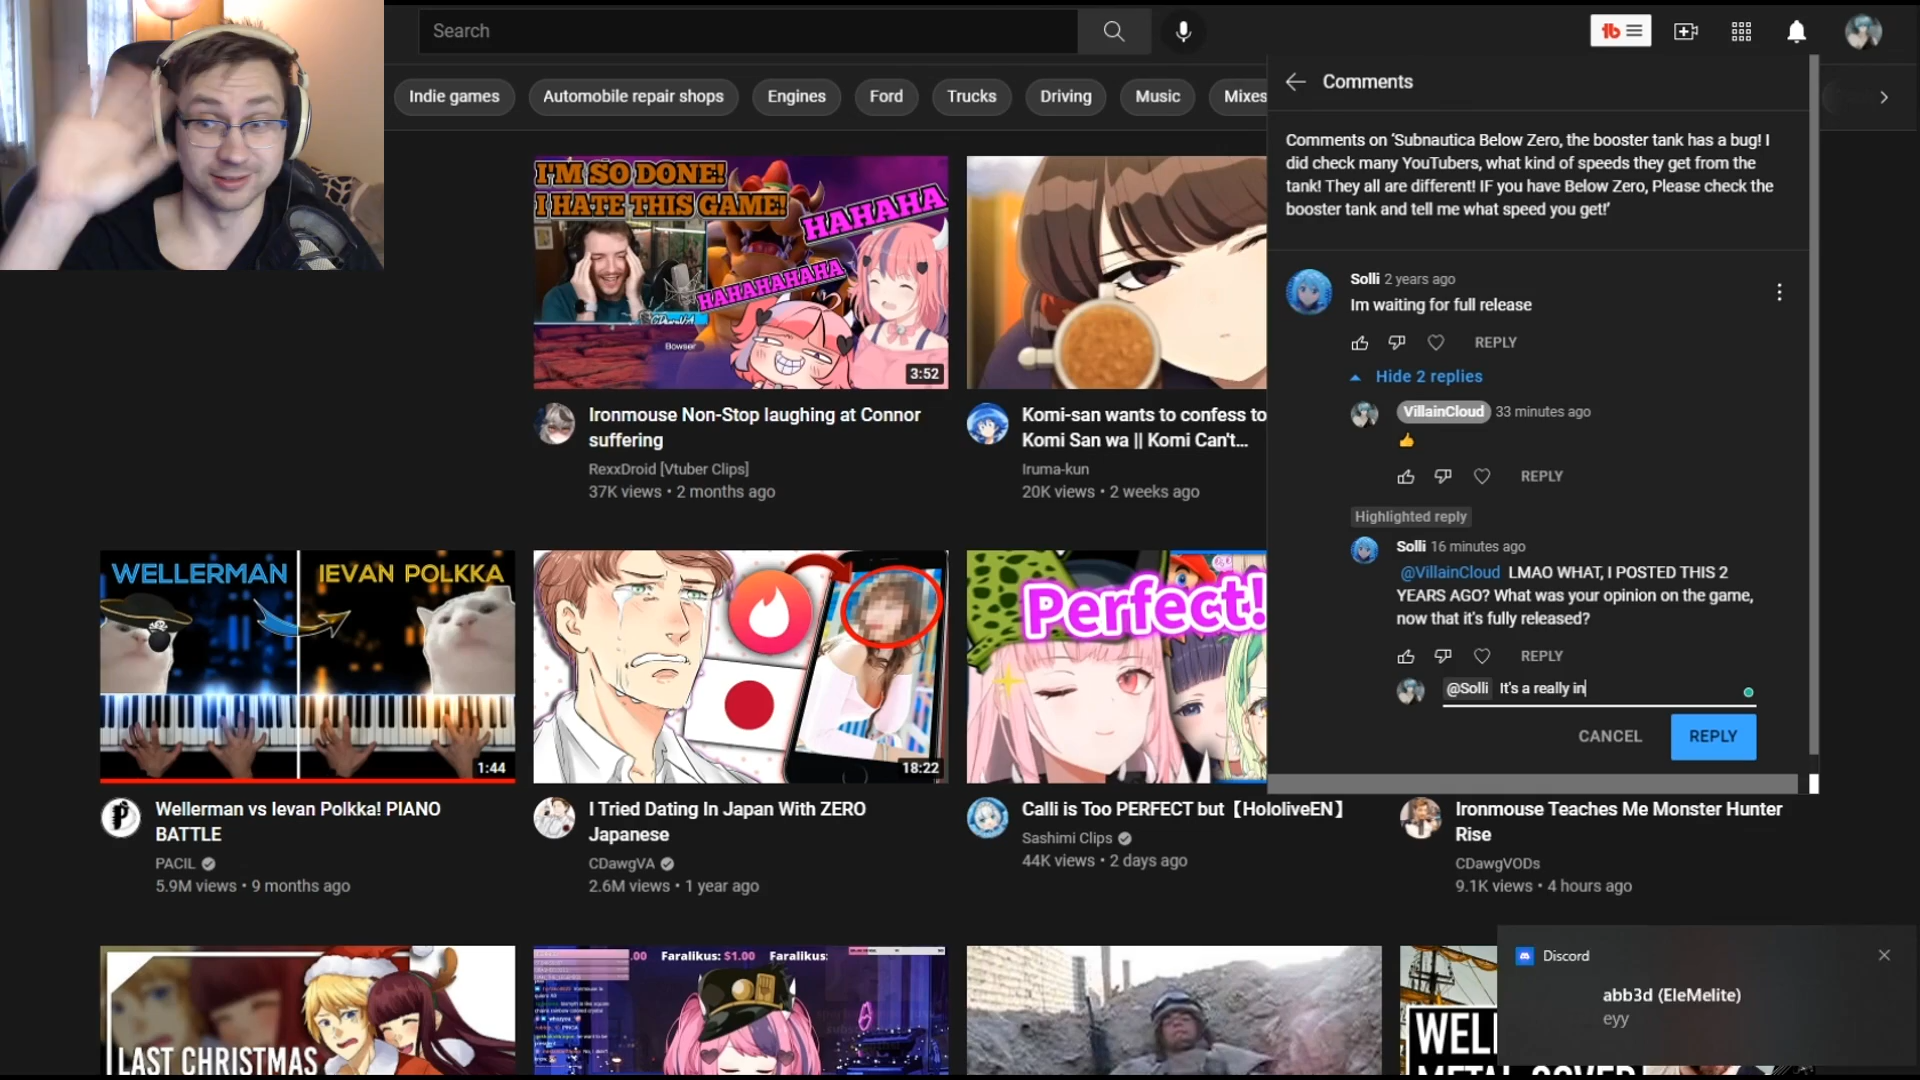 Search
Indie games
Automobile repair shops
Engines
Ford
Trucks
Driving
Music
Mixes
Comments
Comments on ‘Subnautica Below Zero, the booster tank has a bug! I
did check many YouTubers, what kind of speeds they get from the
tank! They all are different! IF you have Below Zero, Please check the
booster tank and tell me what speed you get!’
Solli 2 years ago
Im waiting for full release
REPLY
Hide 2 replies
VillainCloud 33 minutes ago
REPLY
Highlighted reply
Solli 16 minutes ago
@VillainCloud LMAO WHAT, I POSTED THIS 2
YEARS AGO? What was your opinion on the game,
now that it's fully released?
REPLY
@Solli It's a really in
CANCEL
REPLY
I'M SO DONE!
I HATE THIS GAME!
HAHAHA
HAHAHAHAHA
Bowser
3:52
Ironmouse Non-Stop laughing at Connor
suffering
RexxDroid [Vtuber Clips]
37K views • 2 months ago
Komi-san wants to confess to
Komi San wa || Komi Can't...
Iruma-kun
20K views • 2 weeks ago
WELLERMAN
IEVAN POLKKA
1:44
Wellerman vs Ievan Polkka! PIANO
BATTLE
PACIL
5.9M views • 9 months ago
18:22
I Tried Dating In Japan With ZERO
Japanese
CDawgVA
2.6M views • 1 year ago
Perfect!
Calli is Too PERFECT but【HololiveEN】
Sashimi Clips
44K views • 2 days ago
Ironmouse Teaches Me Monster Hunter
Rise
CDawgVODs
9.1K views • 4 hours ago
LAST CHRISTMAS
.00 Faralikus: $1.00 Faralikus:
WELL
METAL COVER
Discord
abb3d (EleMelite)
eyy